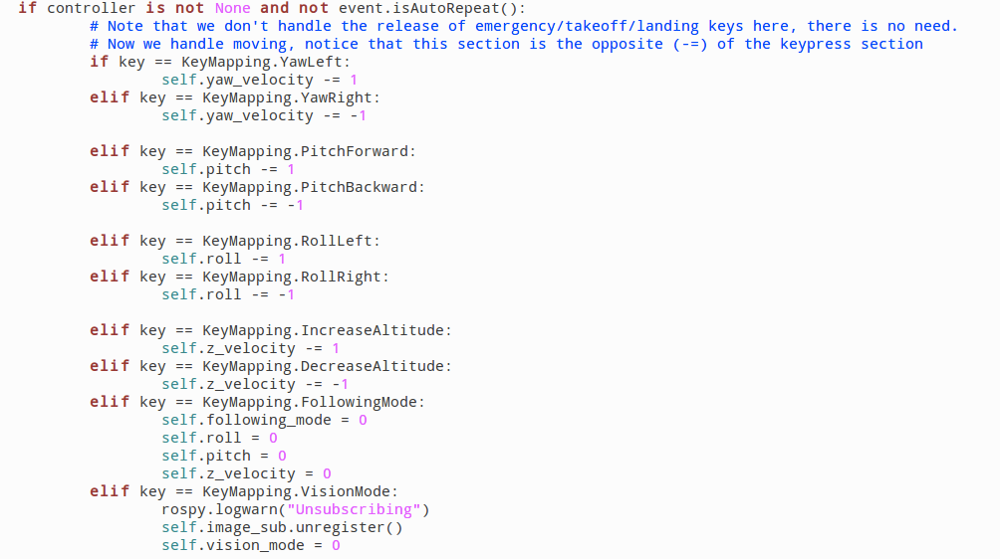 if controller is not None and not event.isAutoRepeat():
# Note that we don't handle the release of emergency/takeoff/landing keys here, there is no need.
# Now we handle moving, notice that this section is the opposite (-=) of the keypress section
if key == KeyMapping.YawLeft:
self.yaw_velocity -= 1
elif key == KeyMapping.YawRight:
self.yaw_velocity -= -1
elif key == KeyMapping.PitchForward:
self.pitch -= 1
elif key == KeyMapping.PitchBackward:
self.pitch -= -1
elif key == KeyMapping.RollLeft:
self.roll -= 1
elif key == KeyMapping.RollRight:
self.roll -= -1
elif key == KeyMapping.IncreaseAltitude:
self.z_velocity -= 1
elif key == KeyMapping.DecreaseAltitude:
self.z_velocity -= -1
elif key == KeyMapping.FollowingMode:
self.following_mode = 0
self.roll = 0
self.pitch = 0
self.z_velocity = 0
elif key == KeyMapping.VisionMode:
rospy.logwarn("Unsubscribing")
self.image_sub.unregister()
self.vision_mode = 0